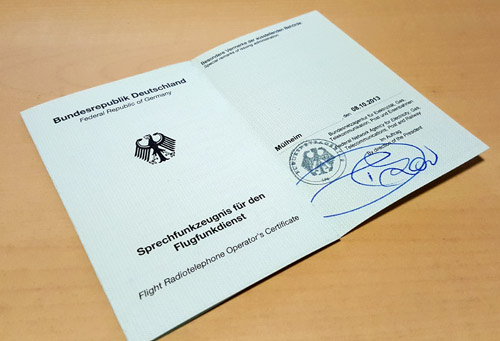 Bundesrepublik Deutschland
Federal Republic of Germany
Sprechfunkzeugnis für den
Flugfunkdienst
Flight Radiotelephone Operator's Certificate
Besondere Vermerke der ausstellenden Behörde
Special remarks of issuing administration
Mülheim
den 08.10.2013
Bundesnetzagentur für Elektrizität, Gas,
Telekommunikation, Post und Eisenbahnen
Federal Network Agency for Electricity, Gas,
Telecommunications, Post and Railway
Im Auftrag
By direction of the President